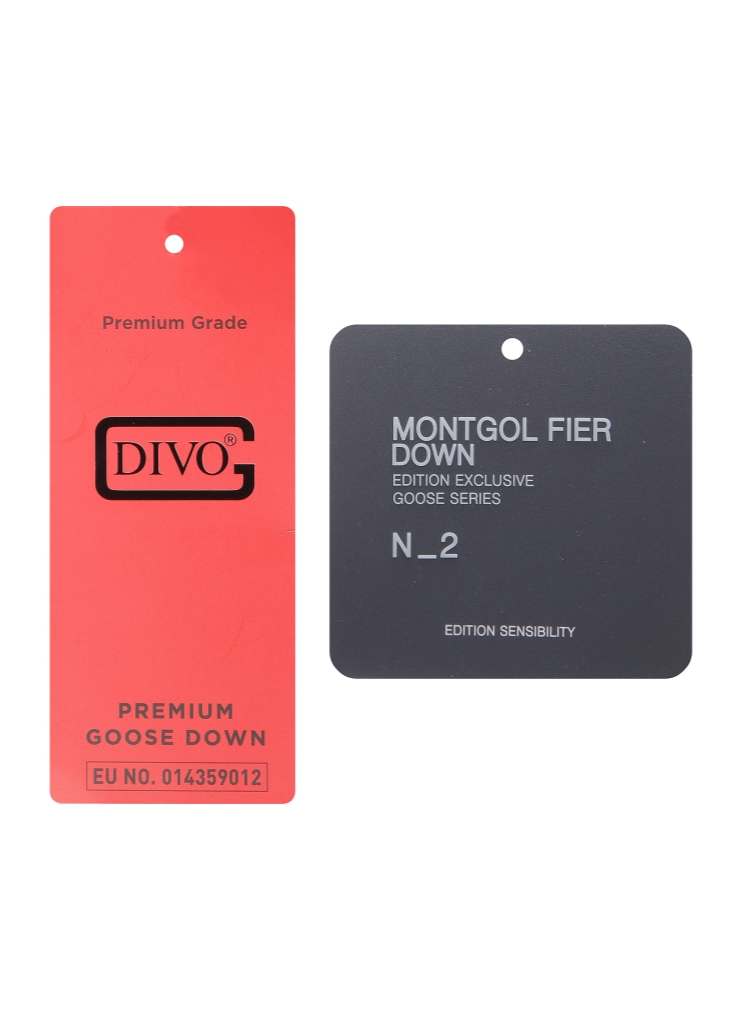 Premium Grade
DIVO®
G
PREMIUM
GOOSE DOWN
EU NO. 014359012
MONTGOL FIER
DOWN
EDITION EXCLUSIVE
GOOSE SERIES
N_2
EDITION SENSIBILITY